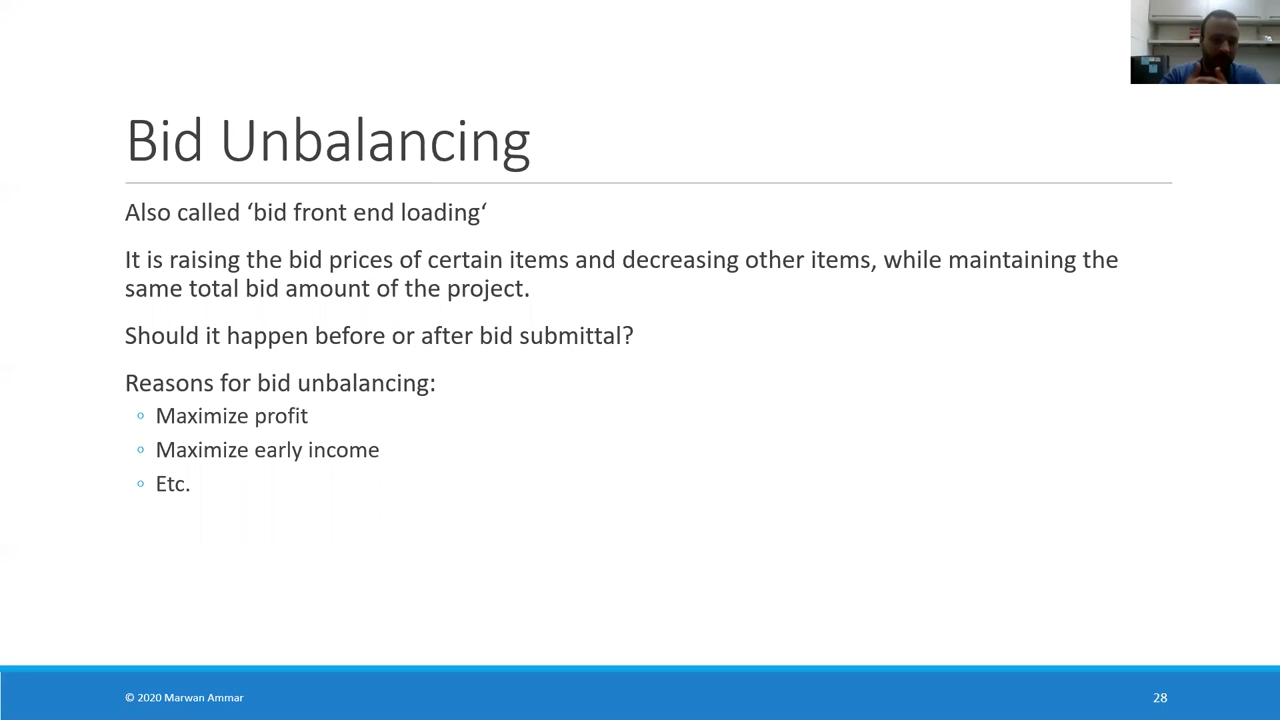 Bid Unbalancing
Also called ‘bid front end loading‘
It is raising the bid prices of certain items and decreasing other items, while maintaining the
same total bid amount of the project.
Should it happen before or after bid submittal?
Reasons for bid unbalancing:
◦ Maximize profit
◦ Maximize early income
◦ Etc.
© 2020 Marwan Ammar
28